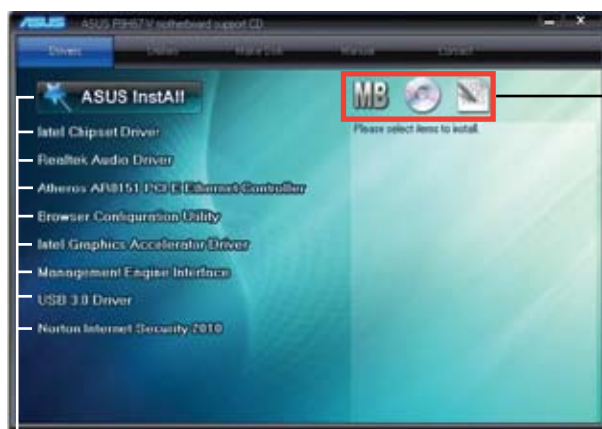 ASUS ASUS P8H67-V motherboard support CD
Drivers Utilities Make Disk Manual Contact
ASUS InstAll
MB
Please select items to install.
Intel Chipset Driver
Realtek Audio Driver
Atheros AR8151 PCI-E Ethernet Controller
Browser Configuration Utility
Intel Graphics Accelerator Driver
Management Engine Interface
USB 3.0 Driver
Norton Internet Security 2010